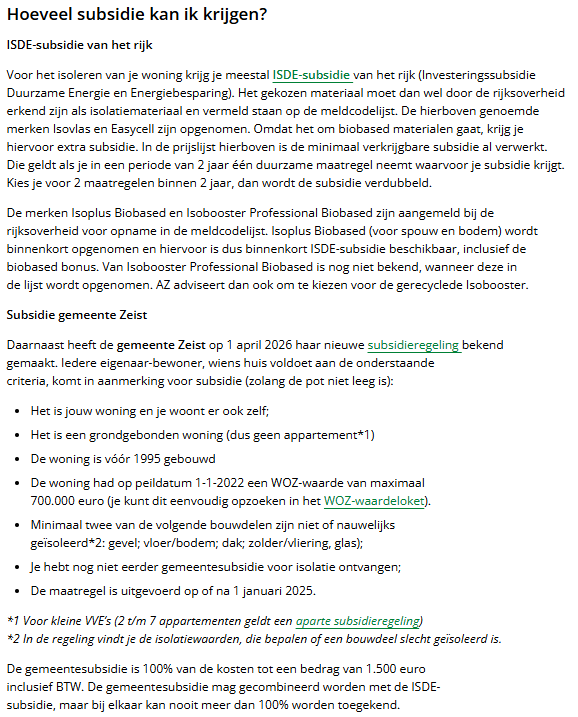 Hoeveel subsidie kan ik krijgen?
ISDE-subsidie van het rijk
Voor het isoleren van je woning krijg je meestal ISDE-subsidie van het rijk (Investeringssubsidie
Duurzame Energie en Energiebesparing). Het gekozen materiaal moet dan wel door de rijksoverheid
erkend zijn als isolatiemateriaal en vermeld staan op de meldcodelijst. De hierboven genoemde
merken Isovlas en Easycell zijn opgenomen. Omdat het om biobased materialen gaat, krijg je
hiervoor extra subsidie. In de prijslijst hierboven is de minimaal verkrijgbare subsidie al verwerkt.
Die geldt als je in een periode van 2 jaar één duurzame maatregel neemt waarvoor je subsidie krijgt.
Kies je voor 2 maatregelen binnen 2 jaar, dan wordt de subsidie verdubbeld.
De merken Isoplus Biobased en Isobooster Professional Biobased zijn aangemeld bij de
rijksoverheid voor opname in de meldcodelijst. Isoplus Biobased (voor spouw en bodem) wordt
binnenkort opgenomen en hiervoor is dus binnenkort ISDE-subsidie beschikbaar, inclusief de
biobased bonus. Van Isobooster Professional Biobased is nog niet bekend, wanneer deze in
de lijst wordt opgenomen. AZ adviseert dan ook om te kiezen voor de gerecyclede Isobooster.
Subsidie gemeente Zeist
Daarnaast heeft de gemeente Zeist op 1 april 2026 haar nieuwe subsidieregeling bekend
gemaakt. Iedere eigenaar-bewoner, wiens huis voldoet aan de onderstaande
criteria, komt in aanmerking voor subsidie (zolang de pot niet leeg is):
• Het is jouw woning en je woont er ook zelf;
• Het is een grondgebonden woning (dus geen appartement*1)
• De woning is vóór 1995 gebouwd
• De woning had op peildatum 1-1-2022 een WOZ-waarde van maximaal
700.000 euro (je kunt dit eenvoudig opzoeken in het WOZ-waardeloket).
• Minimaal twee van de volgende bouwdelen zijn niet of nauwelijks
geïsoleerd*2: gevel; vloer/bodem; dak; zolder/vliering, glas);
• Je hebt nog niet eerder gemeentesubsidie voor isolatie ontvangen;
• De maatregel is uitgevoerd op of na 1 januari 2025.
*1 Voor kleine VVE's (2 t/m 7 appartementen geldt een aparte subsidieregeling)
*2 In de regeling vindt je de isolatiewaarden, die bepalen of een bouwdeel slecht geïsoleerd is.
De gemeentesubsidie is 100% van de kosten tot een bedrag van 1.500 euro
inclusief BTW. De gemeentesubsidie mag gecombineerd worden met de ISDE-
subsidie, maar bij elkaar kan nooit meer dan 100% worden toegekend.